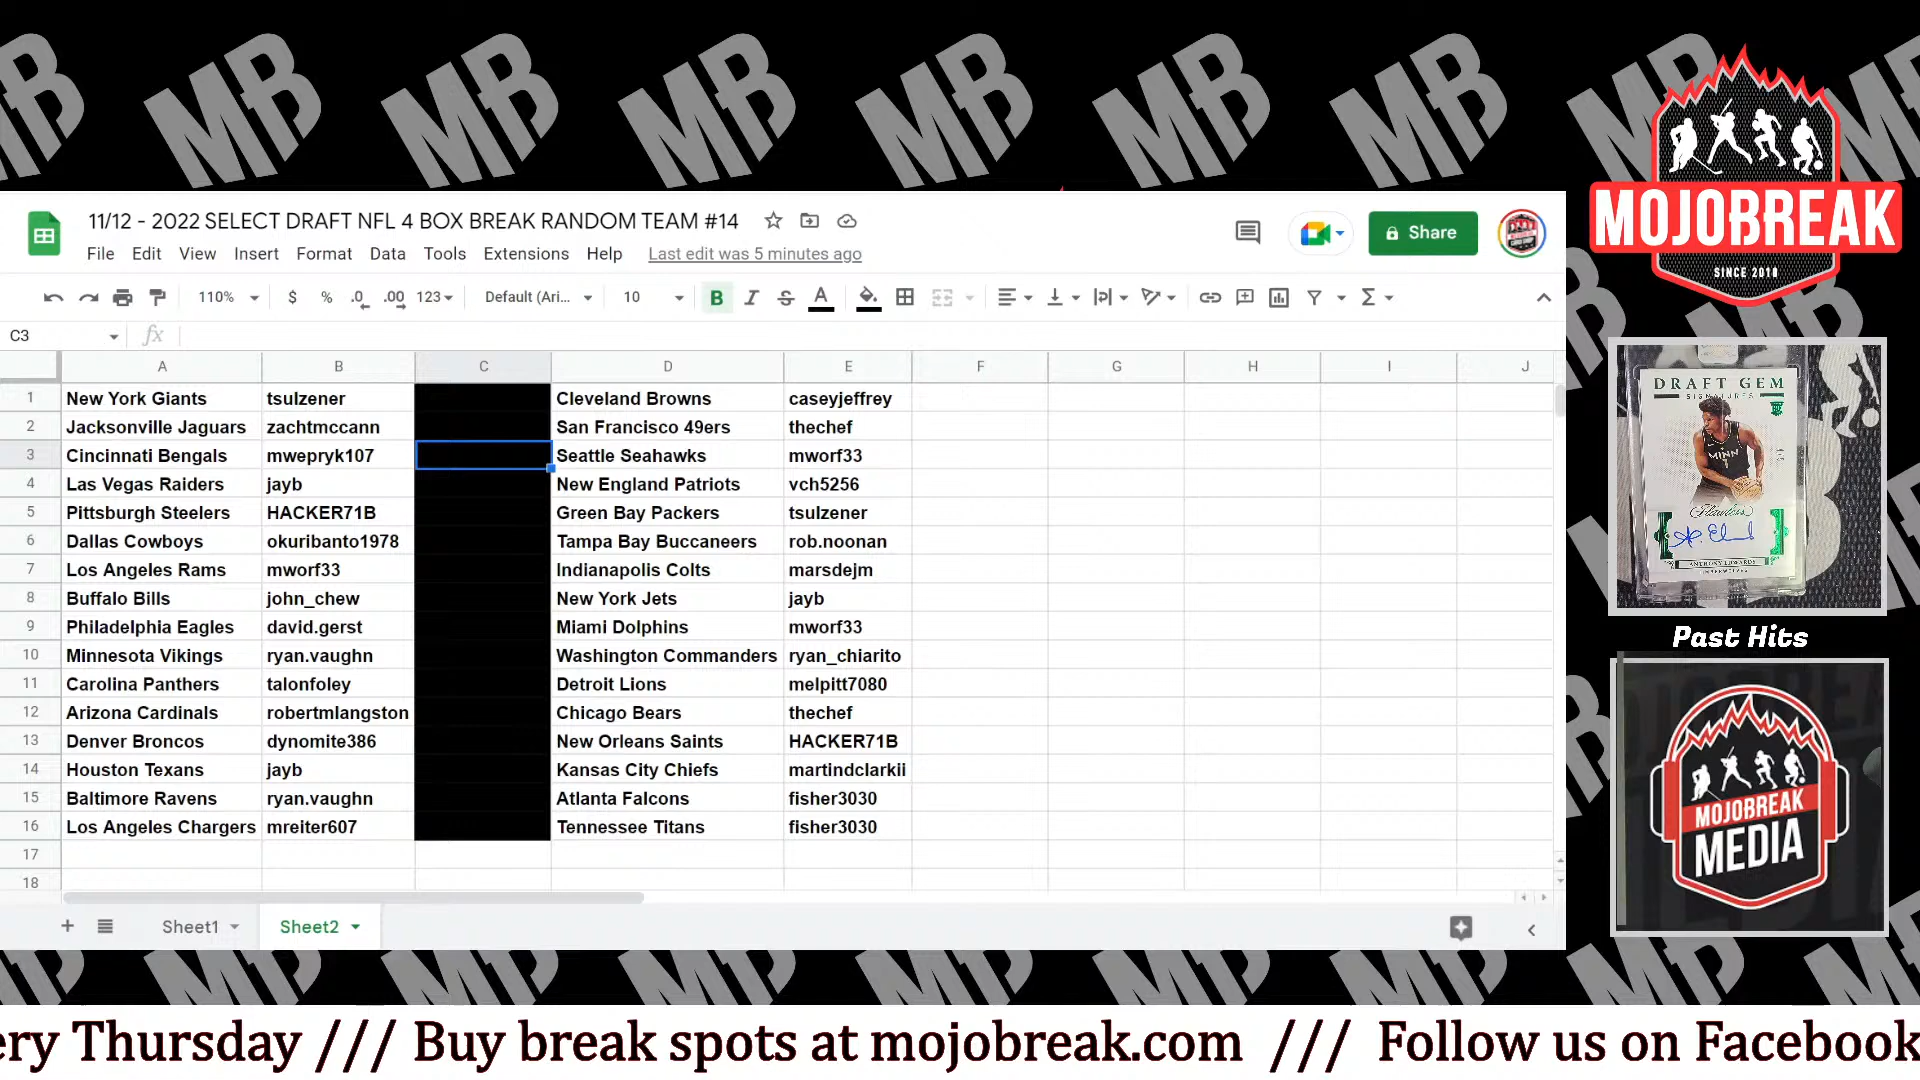 11/12 - 2022 SELECT DRAFT NFL 4 BOX BREAK RANDOM TEAM #14
File Edit View Insert Format Data Tools Extensions Help Last edit was 5 minutes ago
Share
110% $ % .0 .00 123 Default (Ari... 10 B I S A
C3 fx
A B C D E F G H I J
1 New York Giants tsulzener Cleveland Browns caseyjeffrey
2 Jacksonville Jaguars zachtmccann San Francisco 49ers thechef
3 Cincinnati Bengals mwepryk107 Seattle Seahawks mworf33
4 Las Vegas Raiders jayb New England Patriots vch5256
5 Pittsburgh Steelers HACKER71B Green Bay Packers tsulzener
6 Dallas Cowboys okuribanto1978 Tampa Bay Buccaneers rob.noonan
7 Los Angeles Rams mworf33 Indianapolis Colts marsdejm
8 Buffalo Bills john_chew New York Jets jayb
9 Philadelphia Eagles david.gerst Miami Dolphins mworf33
10 Minnesota Vikings ryan.vaughn Washington Commanders ryan_chiarito
11 Carolina Panthers talonfoley Detroit Lions melpitt7080
12 Arizona Cardinals robertmlangston Chicago Bears thechef
13 Denver Broncos dynomite386 New Orleans Saints HACKER71B
14 Houston Texans jayb Kansas City Chiefs martindclarkii
15 Baltimore Ravens ryan.vaughn Atlanta Falcons fisher3030
16 Los Angeles Chargers mreiter607 Tennessee Titans fisher3030
17
18
Sheet1 Sheet2
MOJOBREAK
SINCE 2010
DRAFT GEM
SIGNATURES
MINN
1
Flawless
ANTHONY EDWARDS
Past Hits
MOJOBREAK
MEDIA
MB MB MB MB MB MB MB
ery Thursday /// Buy break spots at mojobreak.com /// Follow us on Facebook